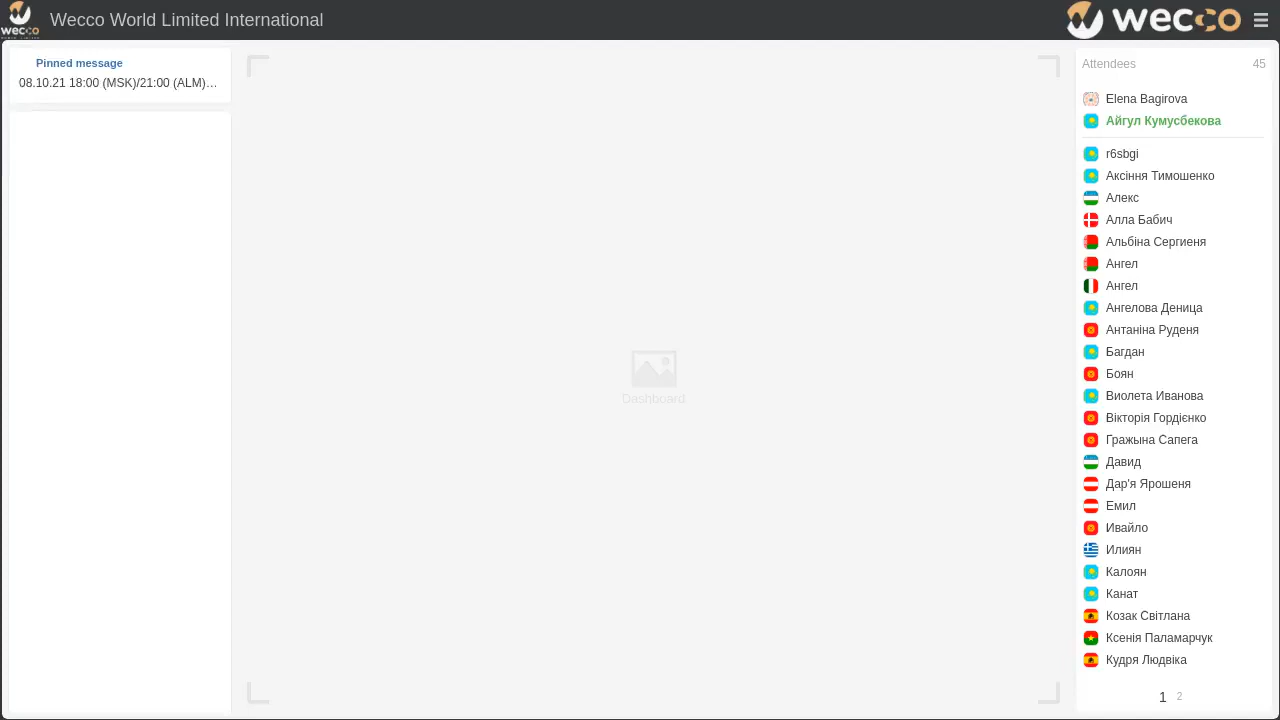 wecco
Wecco World Limited International
wecco
Pinned message
08.10.21 18:00 (MSK)/21:00 (ALM)…
Dashboard
Attendees 45
Elena Bagirova
Айгул Кумусбекова
r6sbgi
Аксіння Тимошенко
Алекс
Алла Бабич
Альбіна Сергиеня
Ангел
Ангел
Ангелова Деница
Антаніна Руденя
Багдан
Боян
Виолета Иванова
Вікторія Гордієнко
Гражына Сапега
Давид
Дар'я Ярошеня
Емил
Ивайло
Илиян
Калоян
Канат
Козак Світлана
Ксенія Паламарчук
Кудря Людвіка
1 2